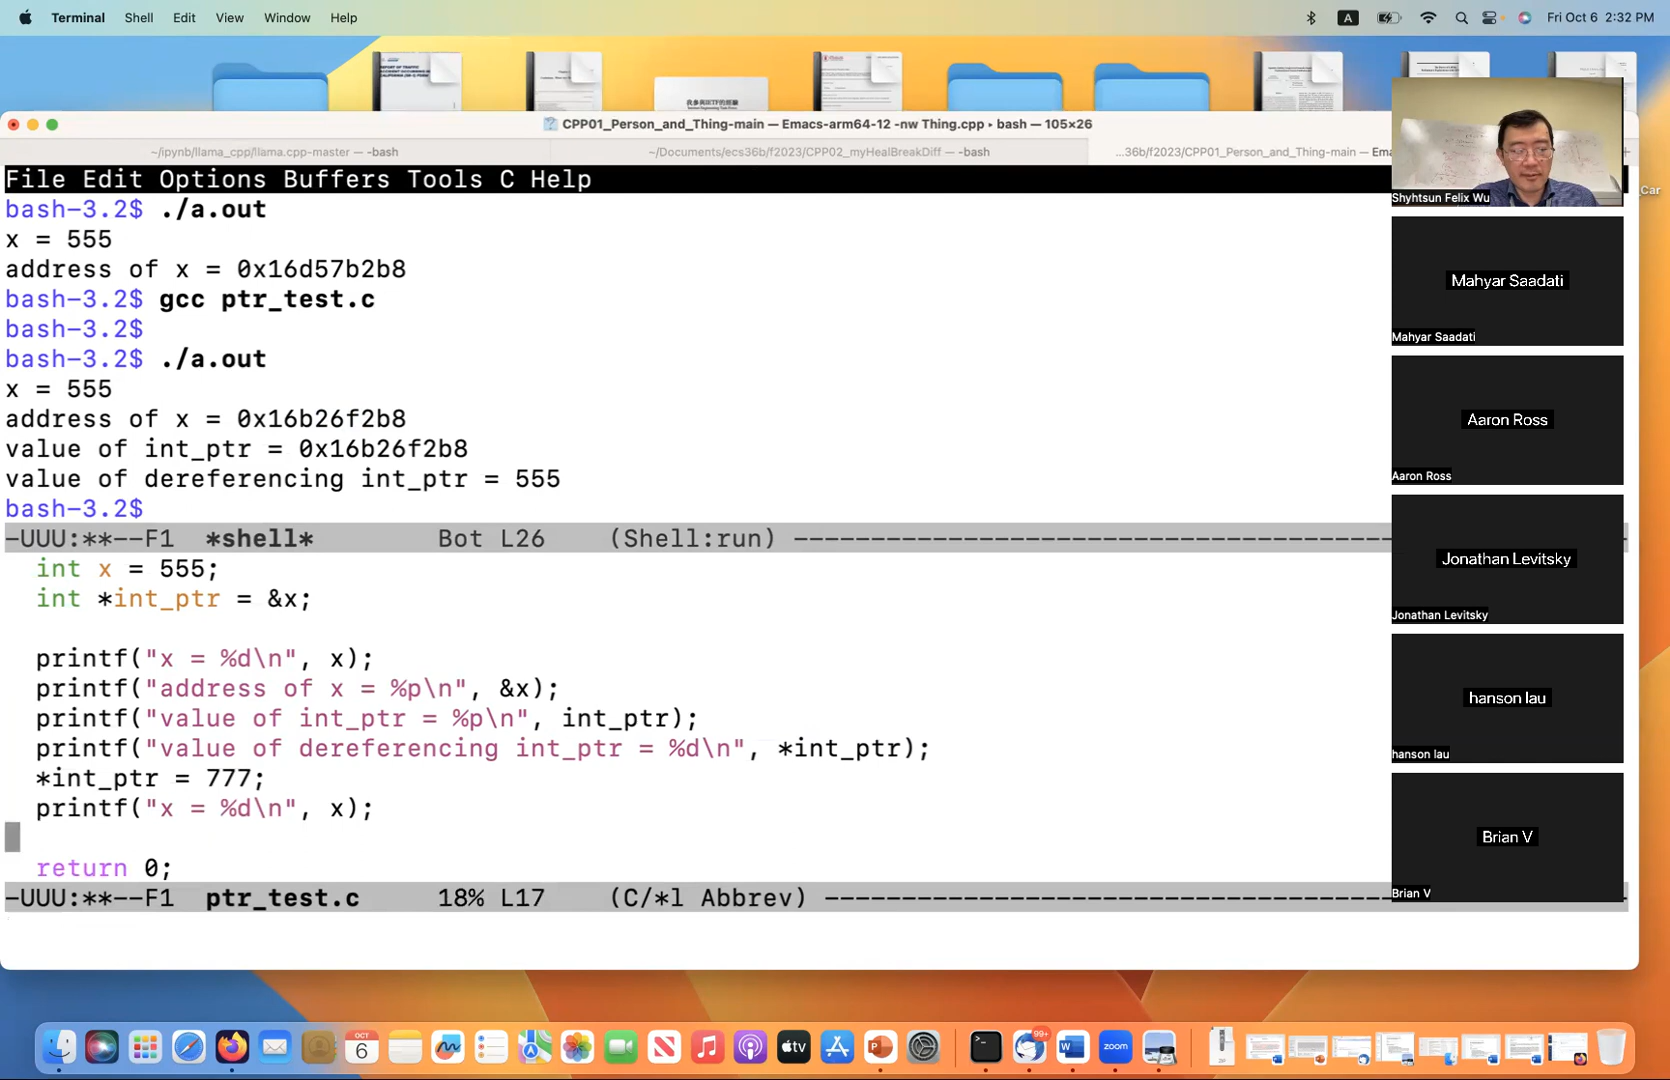 Terminal Shell Edit View Window Help
A
Fri Oct 6 2:32 PM
CPP01_Person_and_Thing-main — Emacs-arm64-12 -nw Thing.cpp ▸ bash — 105×26
~/ipynb/llama_cpp/llama.cpp-master — -bash
~/Documents/ecs36b/f2023/CPP02_myHealBreakDiff — -bash
...36b/f2023/CPP01_Person_and_Thing-main — Ema
Car
File Edit Options Buffers Tools C Help
bash-3.2$ ./a.out
x = 555
address of x = 0x16d57b2b8
bash-3.2$ gcc ptr_test.c
bash-3.2$
bash-3.2$ ./a.out
x = 555
address of x = 0x16b26f2b8
value of int_ptr = 0x16b26f2b8
value of dereferencing int_ptr = 555
bash-3.2$
-UUU:**--F1 *shell* Bot L26 (Shell:run) ---------------------------------------
int x = 555;
int *int_ptr = &x;
printf("x = %d\n", x);
printf("address of x = %p\n", &x);
printf("value of int_ptr = %p\n", int_ptr);
printf("value of dereferencing int_ptr = %d\n", *int_ptr);
*int_ptr = 777;
printf("x = %d\n", x);
return 0;
-UUU:**--F1 ptr_test.c 18% L17 (C/*l Abbrev) -------------------------------------
Shyhtsun Felix Wu
Mahyar Saadati
Mahyar Saadati
Aaron Ross
Aaron Ross
Jonathan Levitsky
Jonathan Levitsky
hanson lau
hanson lau
Brian V
Brian V
OCT
6
tv
99+
zoom